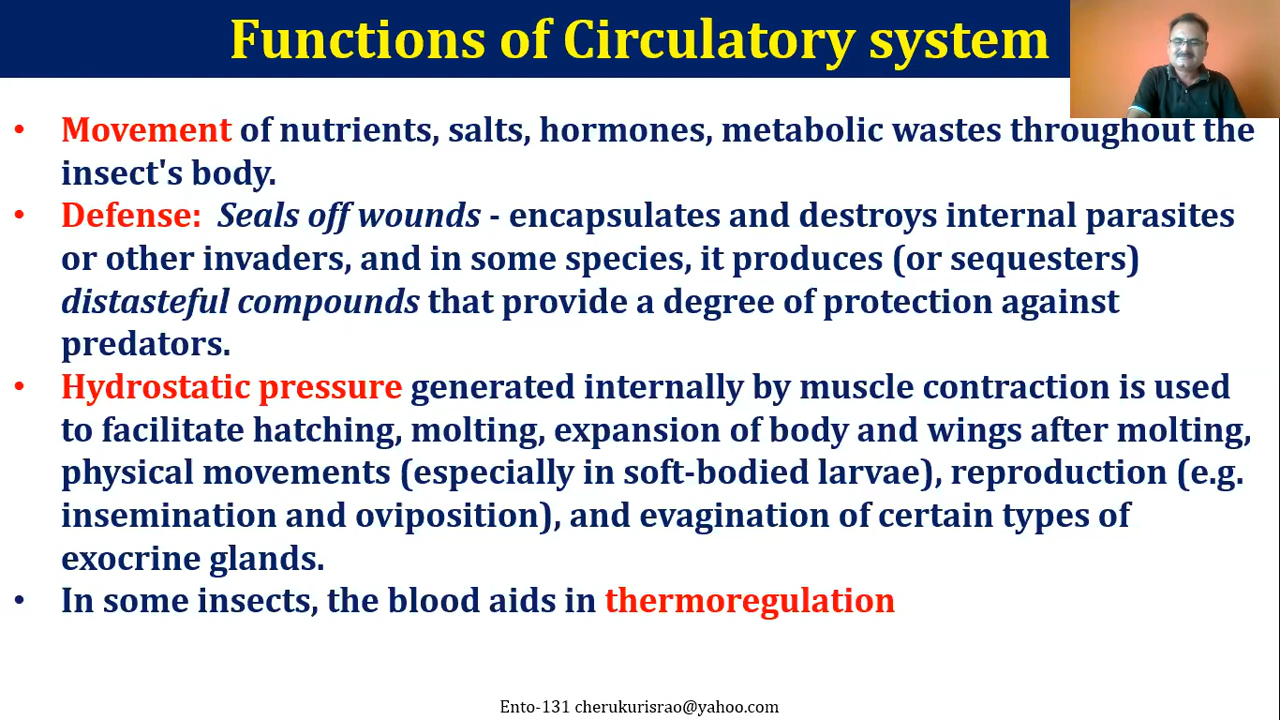 Functions of Circulatory system
• Movement of nutrients, salts, hormones, metabolic wastes throughout the
insect's body.
• Defense: Seals off wounds - encapsulates and destroys internal parasites
or other invaders, and in some species, it produces (or sequesters)
distasteful compounds that provide a degree of protection against
predators.
• Hydrostatic pressure generated internally by muscle contraction is used
to facilitate hatching, molting, expansion of body and wings after molting,
physical movements (especially in soft-bodied larvae), reproduction (e.g.
insemination and oviposition), and evagination of certain types of
exocrine glands.
• In some insects, the blood aids in thermoregulation
Ento-131 cherukurisrao@yahoo.com